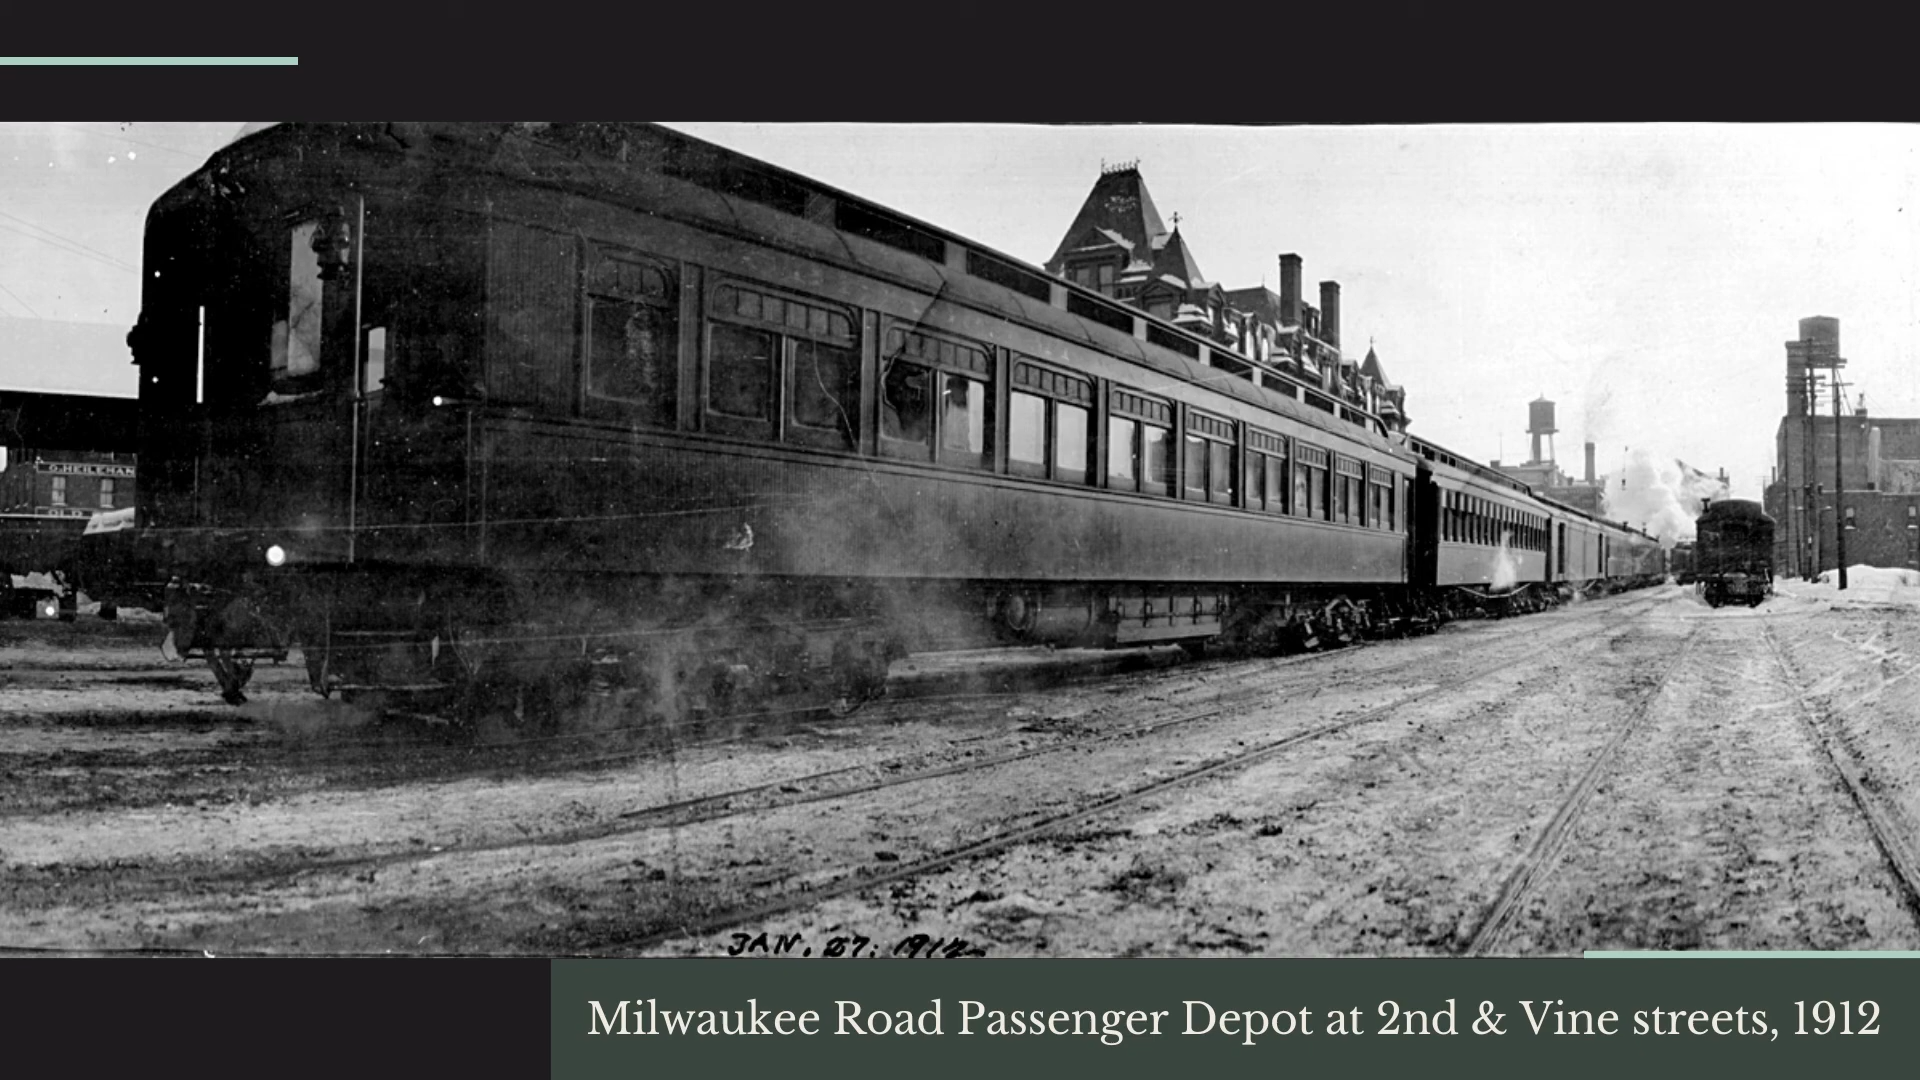 G. HEILEMAN
OLD
JAN. 27: 1912
Milwaukee Road Passenger Depot at 2nd & Vine streets, 1912